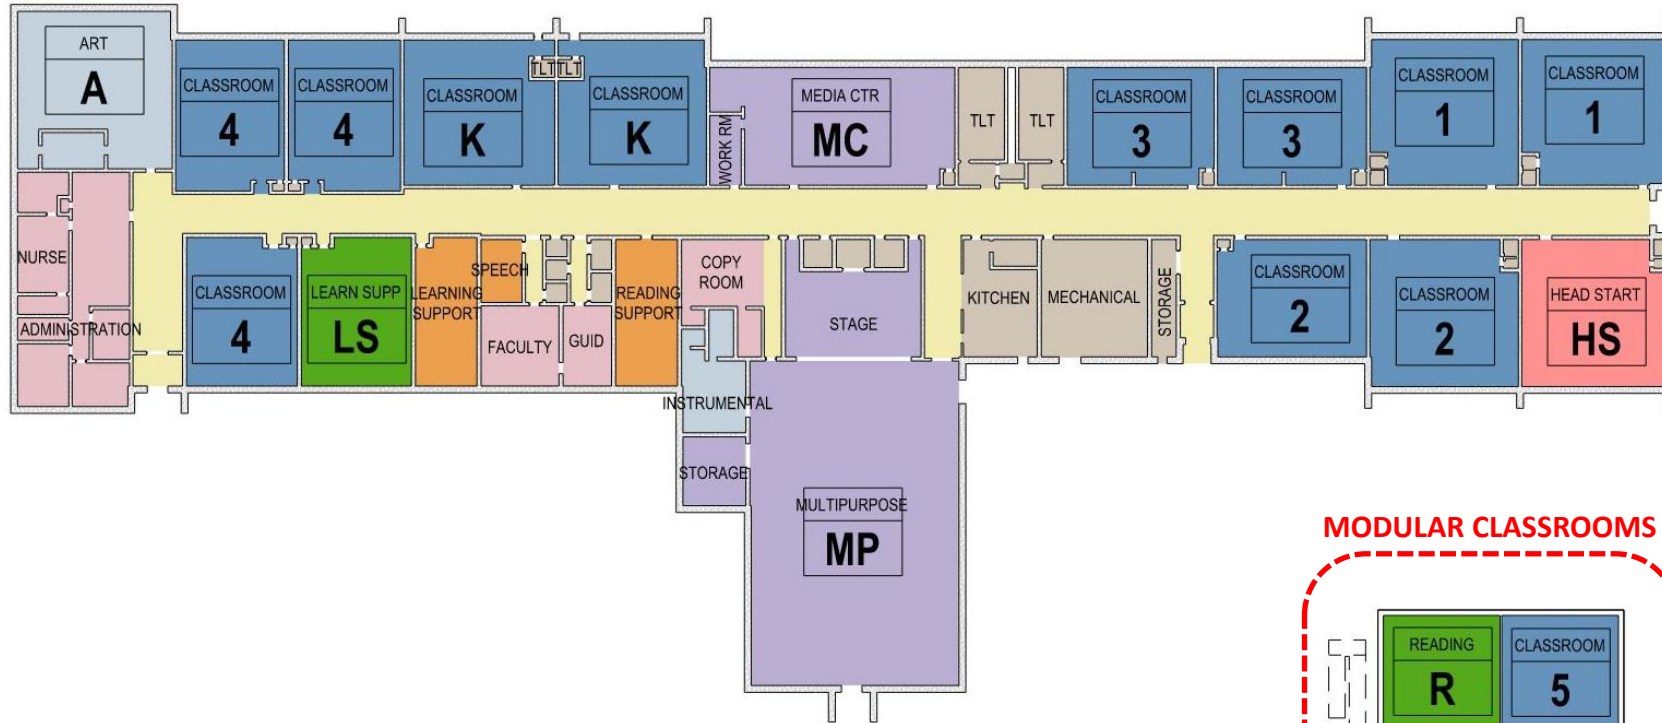 ART
A
CLASSROOM
4
CLASSROOM
4
CLASSROOM
K
TLT
TLT
CLASSROOM
K
WORK RM
MEDIA CTR
MC
TLT
TLT
CLASSROOM
3
CLASSROOM
3
CLASSROOM
1
CLASSROOM
1
NURSE
ADMINISTRATION
CLASSROOM
4
LEARN SUPP
LS
LEARNING
SUPPORT
SPEECH
FACULTY
GUID
READING
SUPPORT
COPY
ROOM
INSTRUMENTAL
STORAGE
STAGE
MULTIPURPOSE
MP
KITCHEN
MECHANICAL
STORAGE
CLASSROOM
2
CLASSROOM
2
HEAD START
HS
MODULAR CLASSROOMS
READING
R
CLASSROOM
5